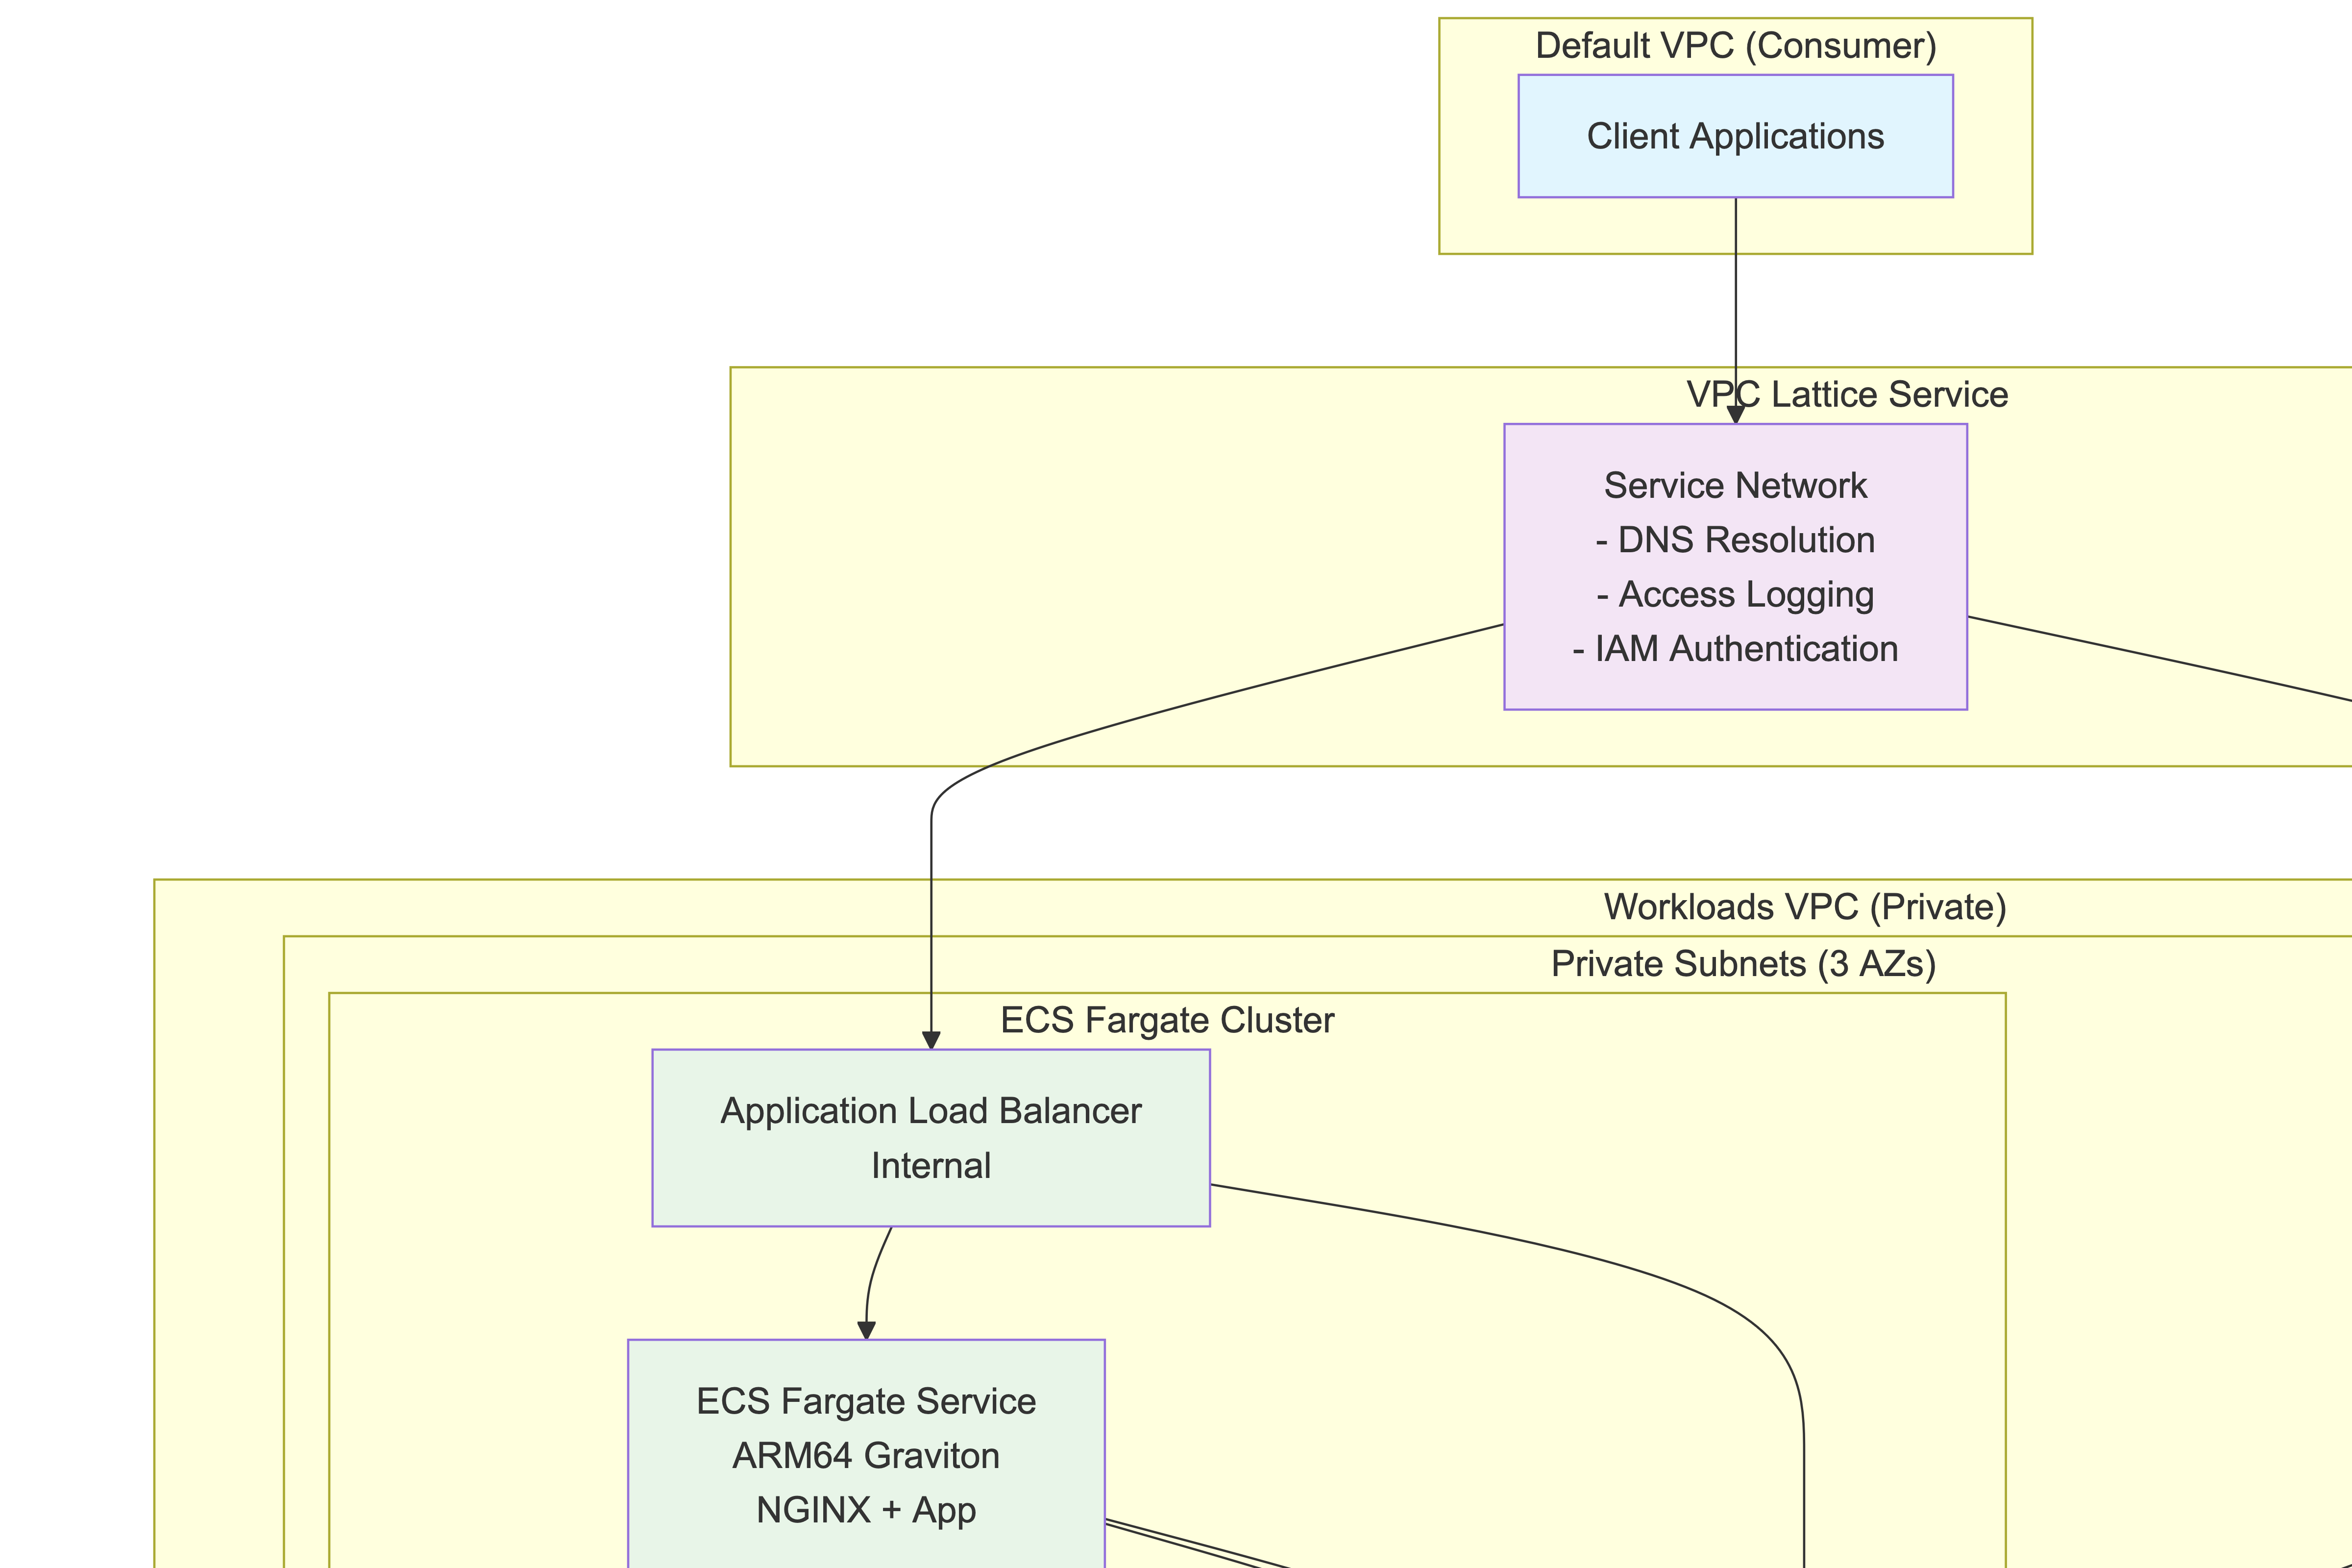 Default VPC (Consumer)
Client Applications
VPC Lattice Service
Service Network
- DNS Resolution
- Access Logging
- IAM Authentication
Workloads VPC (Private)
Private Subnets (3 AZs)
ECS Fargate Cluster
Application Load Balancer
Internal
ECS Fargate Service
ARM64 Graviton
NGINX + App